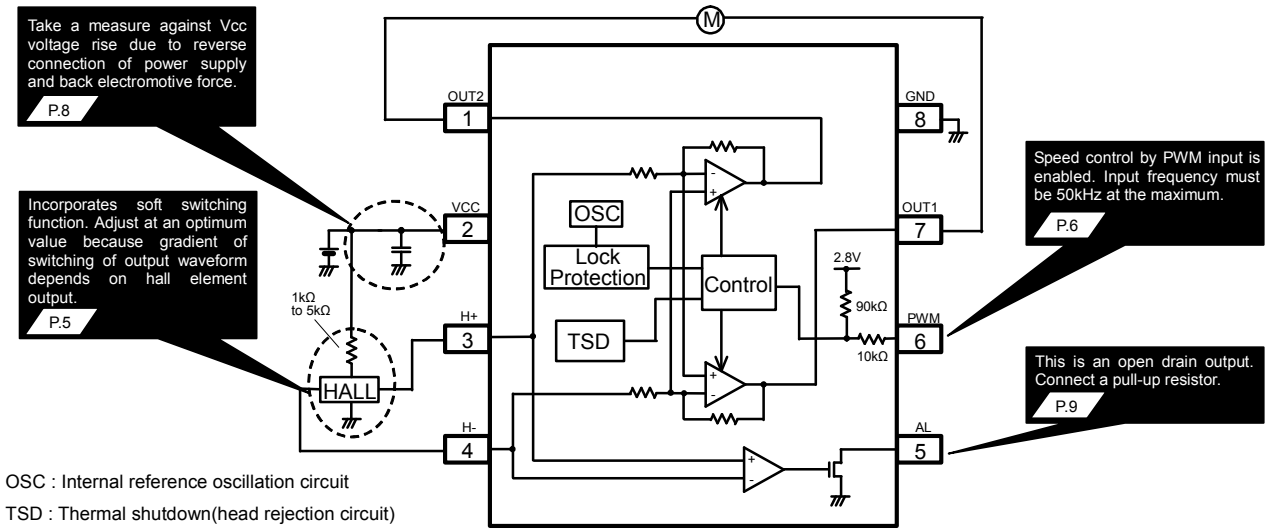 Take a measure against Vcc
voltage rise due to reverse
connection of power supply
and back electromotive force.
P.8
Incorporates soft switching
function. Adjust at an optimum
value because gradient of
switching of output waveform
depends on hall element
output.
P.5
M
OUT2
1
VCC
2
1kΩ
to 5kΩ
H+
3
HALL
H-
4
OSC
Lock
Protection
TSD
Control
-
+
+
-
+
-
2.8V
90kΩ
10kΩ
GND
8
OUT1
7
PWM
6
AL
5
Speed control by PWM input is
enabled. Input frequency must
be 50kHz at the maximum.
P.6
This is an open drain output.
Connect a pull-up resistor.
P.9
OSC : Internal reference oscillation circuit
TSD : Thermal shutdown(head rejection circuit)